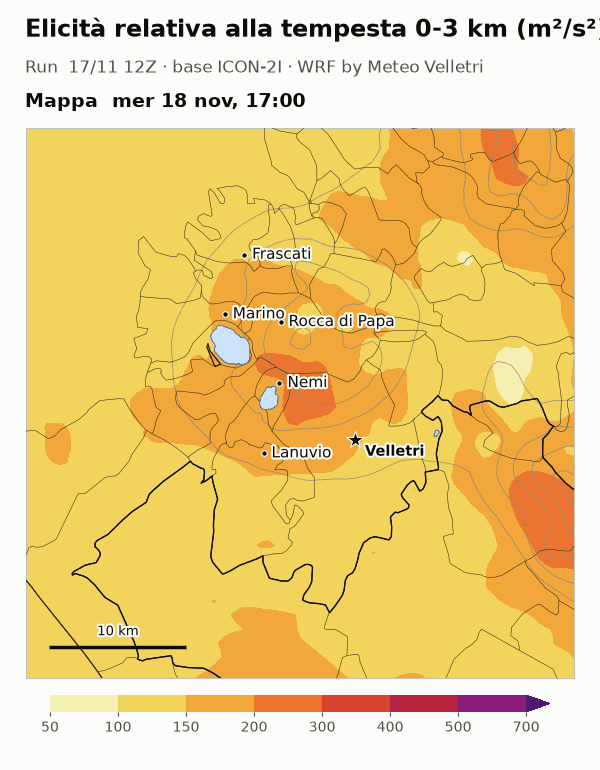 Elicità relativa alla tempesta 0-3 km (m²/s²)
Run 17/11 12Z · base ICON-2I · WRF by Meteo Velletri
Mappa mer 18 nov, 17:00
Frascati
Marino
Rocca di Papa
Nemi
Velletri
Lanuvio
10 km
50 100 150 200 300 400 500 700